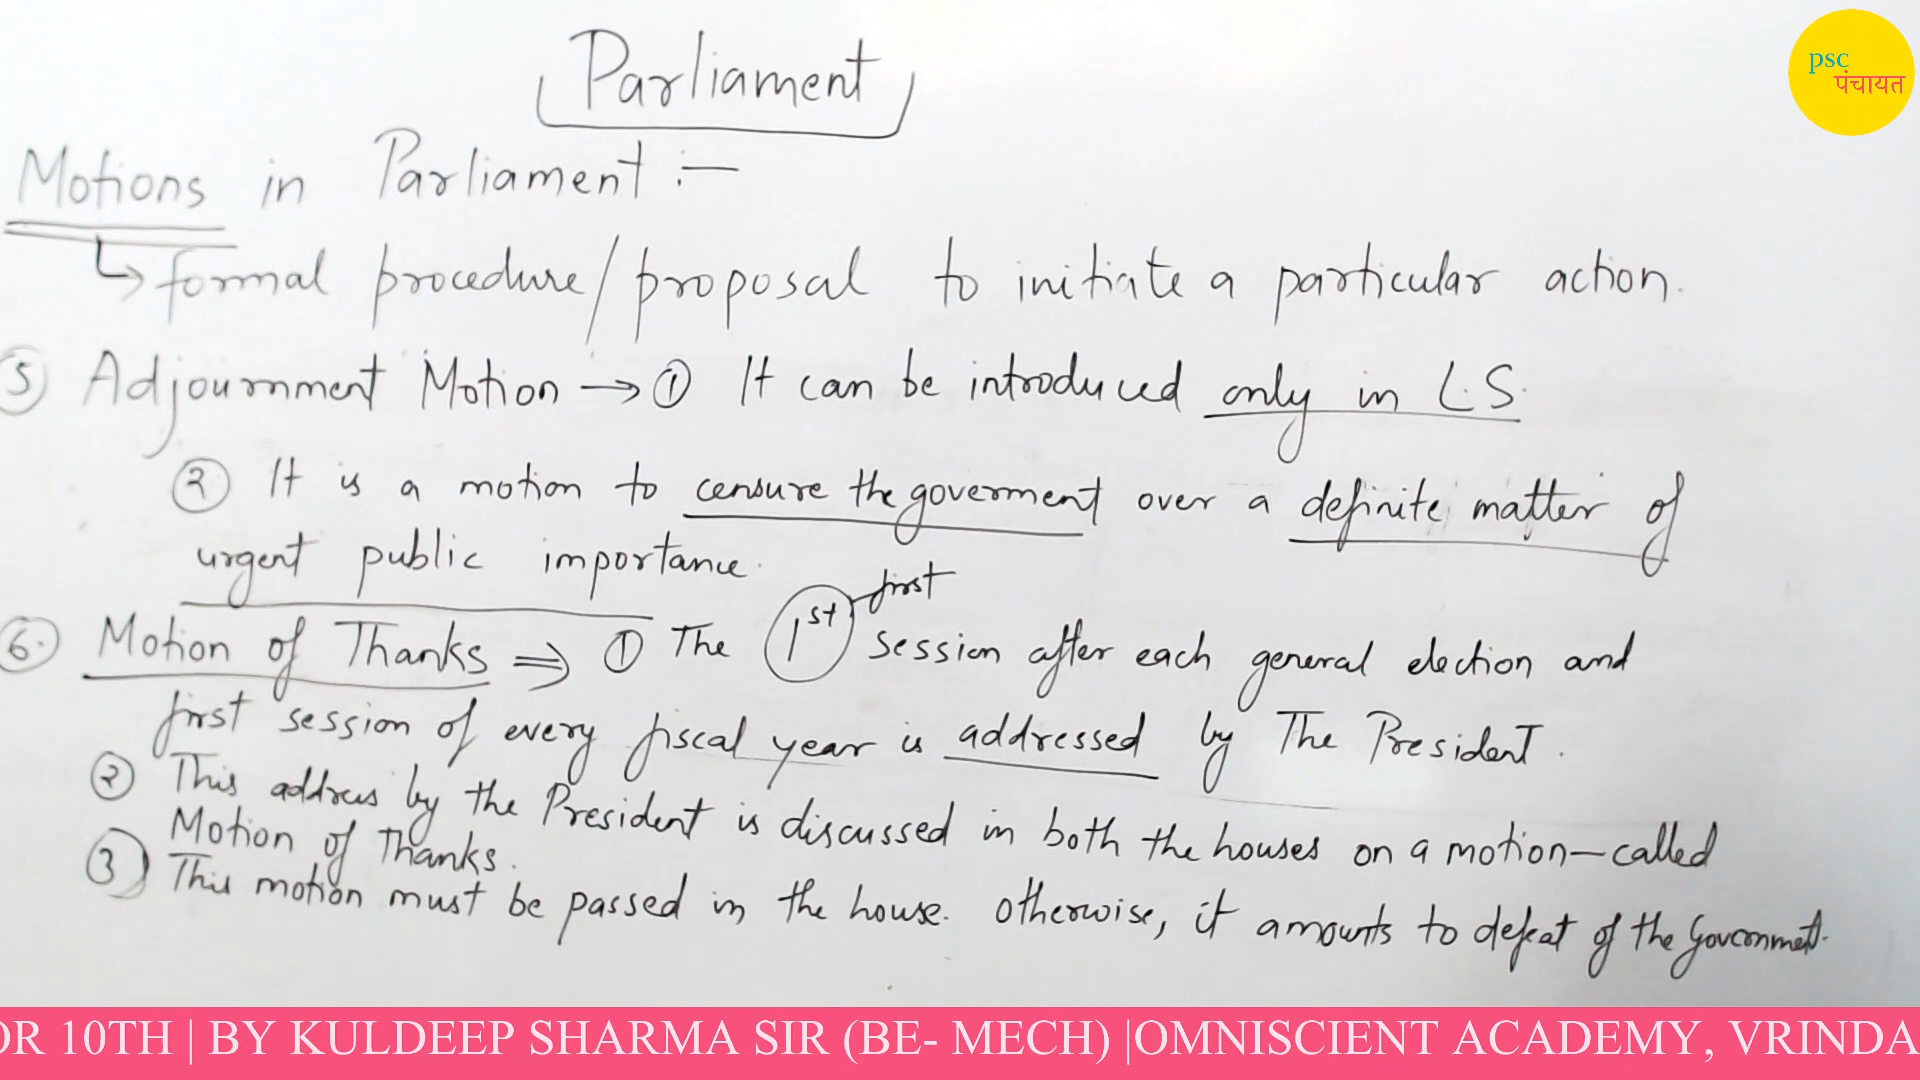 Parliament
psc
पंचायत
Motions in Parliament :-
↳ formal procedure/proposal to initiate a particular action.
5 Adjournment Motion → ① It can be introduced only in L.S.
② It is a motion to censure the goverment over a definite matter of
urgent public importance.
first
6. Motion of Thanks ⇒ ① The 1st session after each general election and
first session of every fiscal year is addressed by The President.
② This address by the President is discussed in both the houses on a motion—called
Motion of Thanks.
③ This motion must be passed in the house. otherwise, it amounts to defeat of the Government.
OR 10TH | BY KULDEEP SHARMA SIR (BE- MECH) |OMNISCIENT ACADEMY, VRINDA